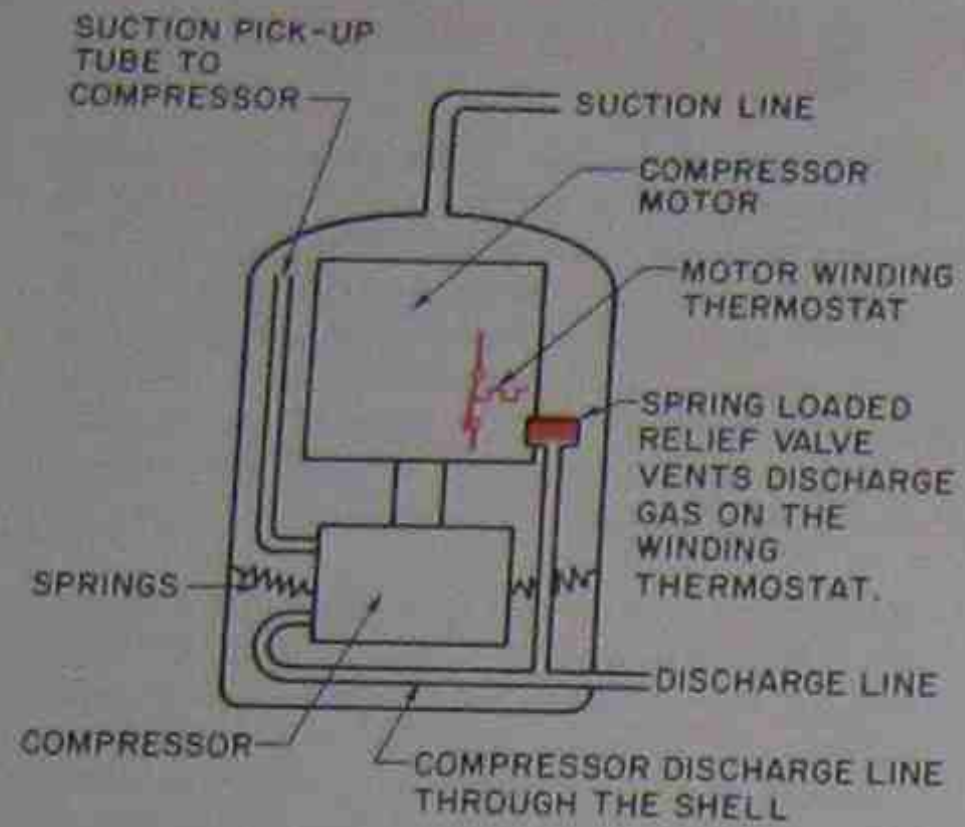 SUCTION PICK-UP
TUBE TO
COMPRESSOR
SUCTION LINE
COMPRESSOR
MOTOR
MOTOR WINDING
THERMOSTAT
SPRING LOADED
RELIEF VALVE
VENTS DISCHARGE
GAS ON THE
WINDING
THERMOSTAT.
SPRINGS
DISCHARGE LINE
COMPRESSOR
COMPRESSOR DISCHARGE LINE
THROUGH THE SHELL